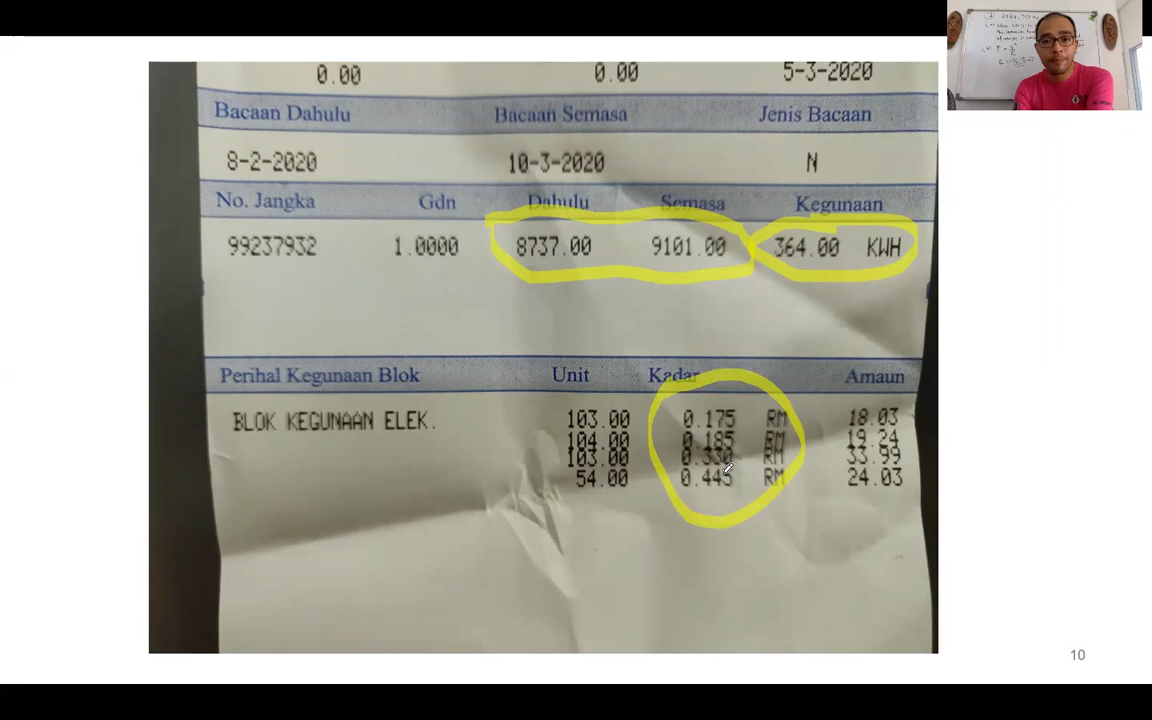 0.00 0.00 5-3-2020
Bacaan Dahulu Bacaan Semasa Jenis Bacaan
8-2-2020 10-3-2020 N
No. Jangka Gdn Dahulu Semasa Kegunaan
99237932 1.0000 8737.00 9101.00 364.00 KWH
Perihal Kegunaan Blok Unit Kadar Amaun
BLOK KEGUNAAN ELEK. 103.00 0.175 RM 18.03
104.00 0.185 RM 19.24
103.00 0.330 RM 33.99
54.00 0.445 RM 24.03
10